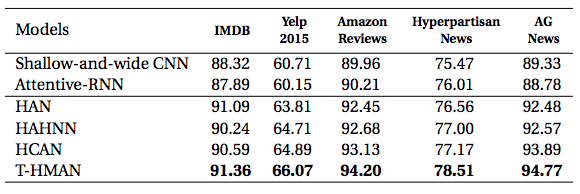 Models IMDB Yelp 2015 Amazon Reviews Hyperpartisan News AG News
Shallow-and-wide CNN 88.32 60.71 89.96 75.47 89.33
Attentive-RNN 87.89 60.15 90.21 76.01 88.78
HAN 91.09 63.81 92.45 76.56 92.48
HAHNN 90.24 64.71 92.68 77.00 92.57
HCAN 90.59 64.89 93.13 77.17 93.89
T-HMAN 91.36 66.07 94.20 78.51 94.77